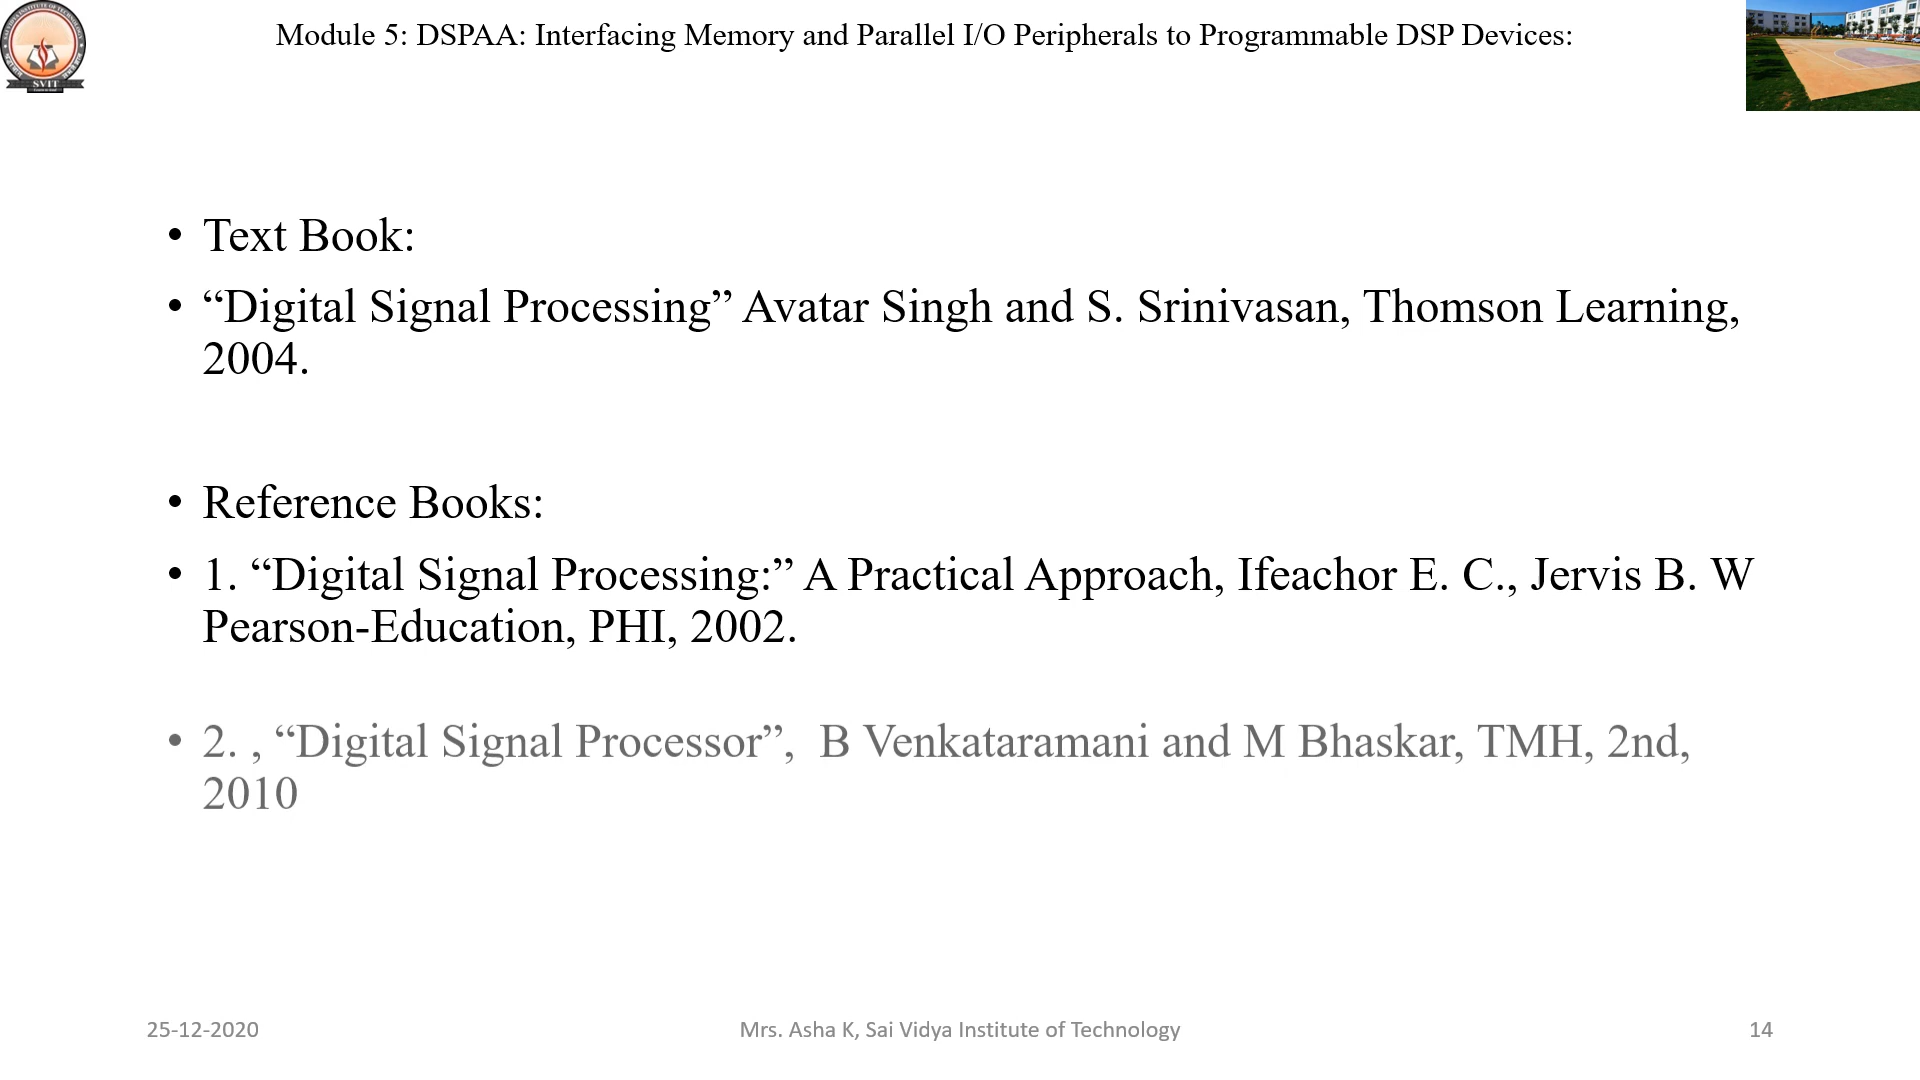 Module 5: DSPAA: Interfacing Memory and Parallel I/O Peripherals to Programmable DSP Devices:
SVIT
• Text Book:
• “Digital Signal Processing” Avatar Singh and S. Srinivasan, Thomson Learning,
2004.
• Reference Books:
• 1. “Digital Signal Processing:” A Practical Approach, Ifeachor E. C., Jervis B. W
Pearson-Education, PHI, 2002.
• 2. , “Digital Signal Processor”,  B Venkataramani and M Bhaskar, TMH, 2nd,
2010
25-12-2020
Mrs. Asha K, Sai Vidya Institute of Technology
14